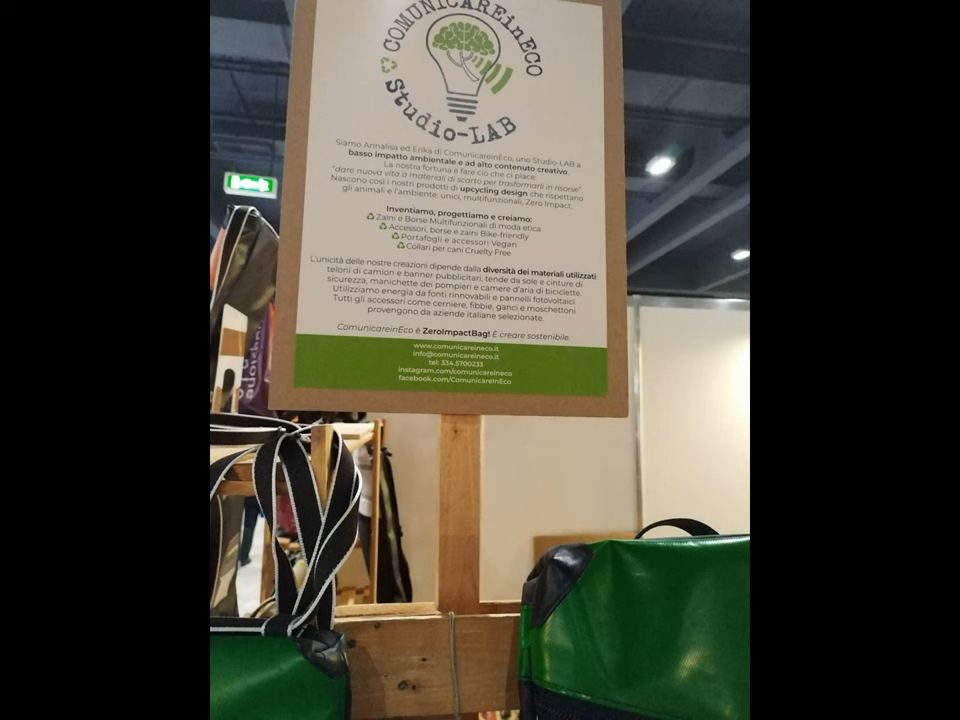 COMUNICAREinECO
Studio-LAB
Siamo Annalisa ed Erika di ComunicareinEco, uno Studio-LAB a
basso impatto ambientale e ad alto contenuto creativo.
La nostra fortuna è fare ciò che ci piace:
"dare nuova vita a materiali di scarto per trasformarli in risorse".
Nascono così i nostri prodotti di upcycling design che rispettano
gli animali e l'ambiente: unici, multifunzionali, Zero Impact.
Inventiamo, progettiamo e creiamo:
Zaini e Borse Multifunzionali di moda etica
Accessori, borse e zaini Bike-friendly
Portafogli e accessori Vegan
Collari per cani Cruelty Free
L'unicità delle nostre creazioni dipende dalla diversità dei materiali utilizzati:
teloni di camion e banner pubblicitari, tende da sole e cinture di
sicurezza, manichette dei pompieri e camere d'aria di biciclette.
Utilizziamo energia da fonti rinnovabili e pannelli fotovoltaici.
Tutti gli accessori come cerniere, fibbie, ganci e moschettoni
provengono da aziende italiane selezionate.
ComunicareinEco è ZeroImpactBag! È creare sostenibile.
www.comunicareineco.it
info@comunicareineco.it
tel: 334.5700233
instagram.com/comunicareineco
facebook.com/ComunicareInEco